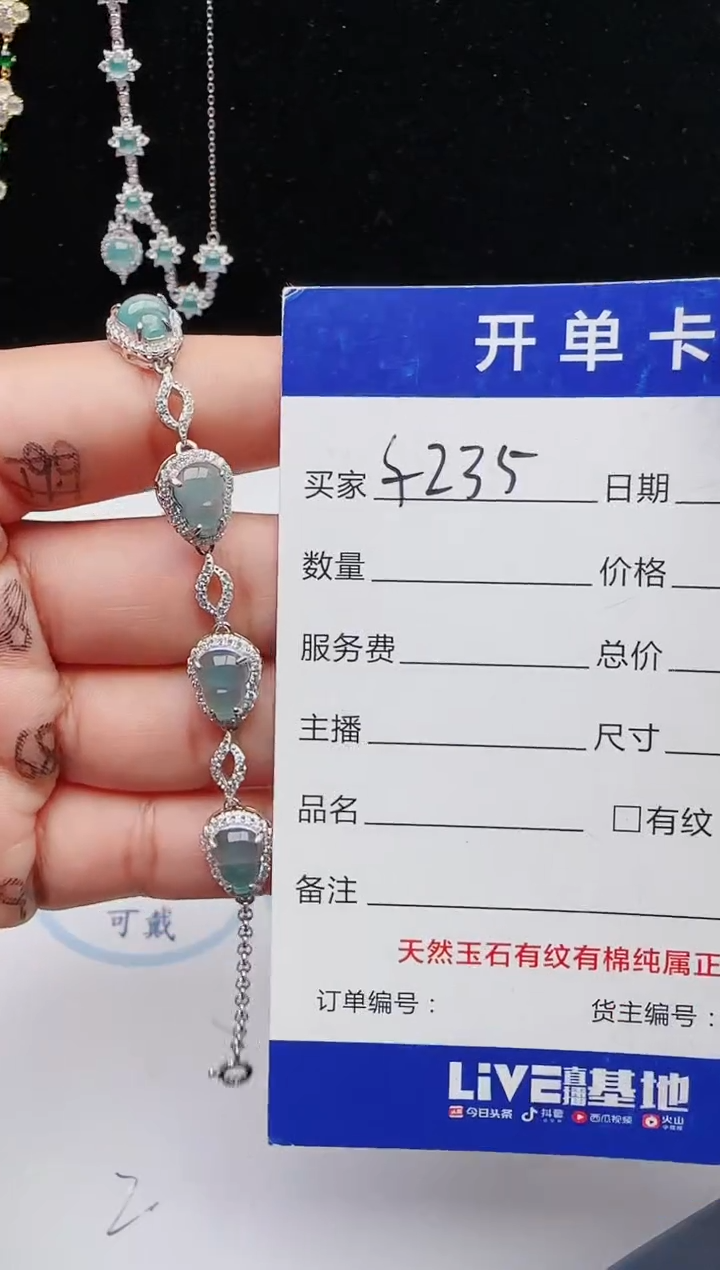 开单卡
买家 4235 日期
数量 价格
服务费 总价
主播 尺寸
品名 □有纹
备注
天然玉石有纹有棉纯属正
订单编号： 货主编号：
LiVE直播基地
今日头条 抖音 西瓜视频 火山
可戴